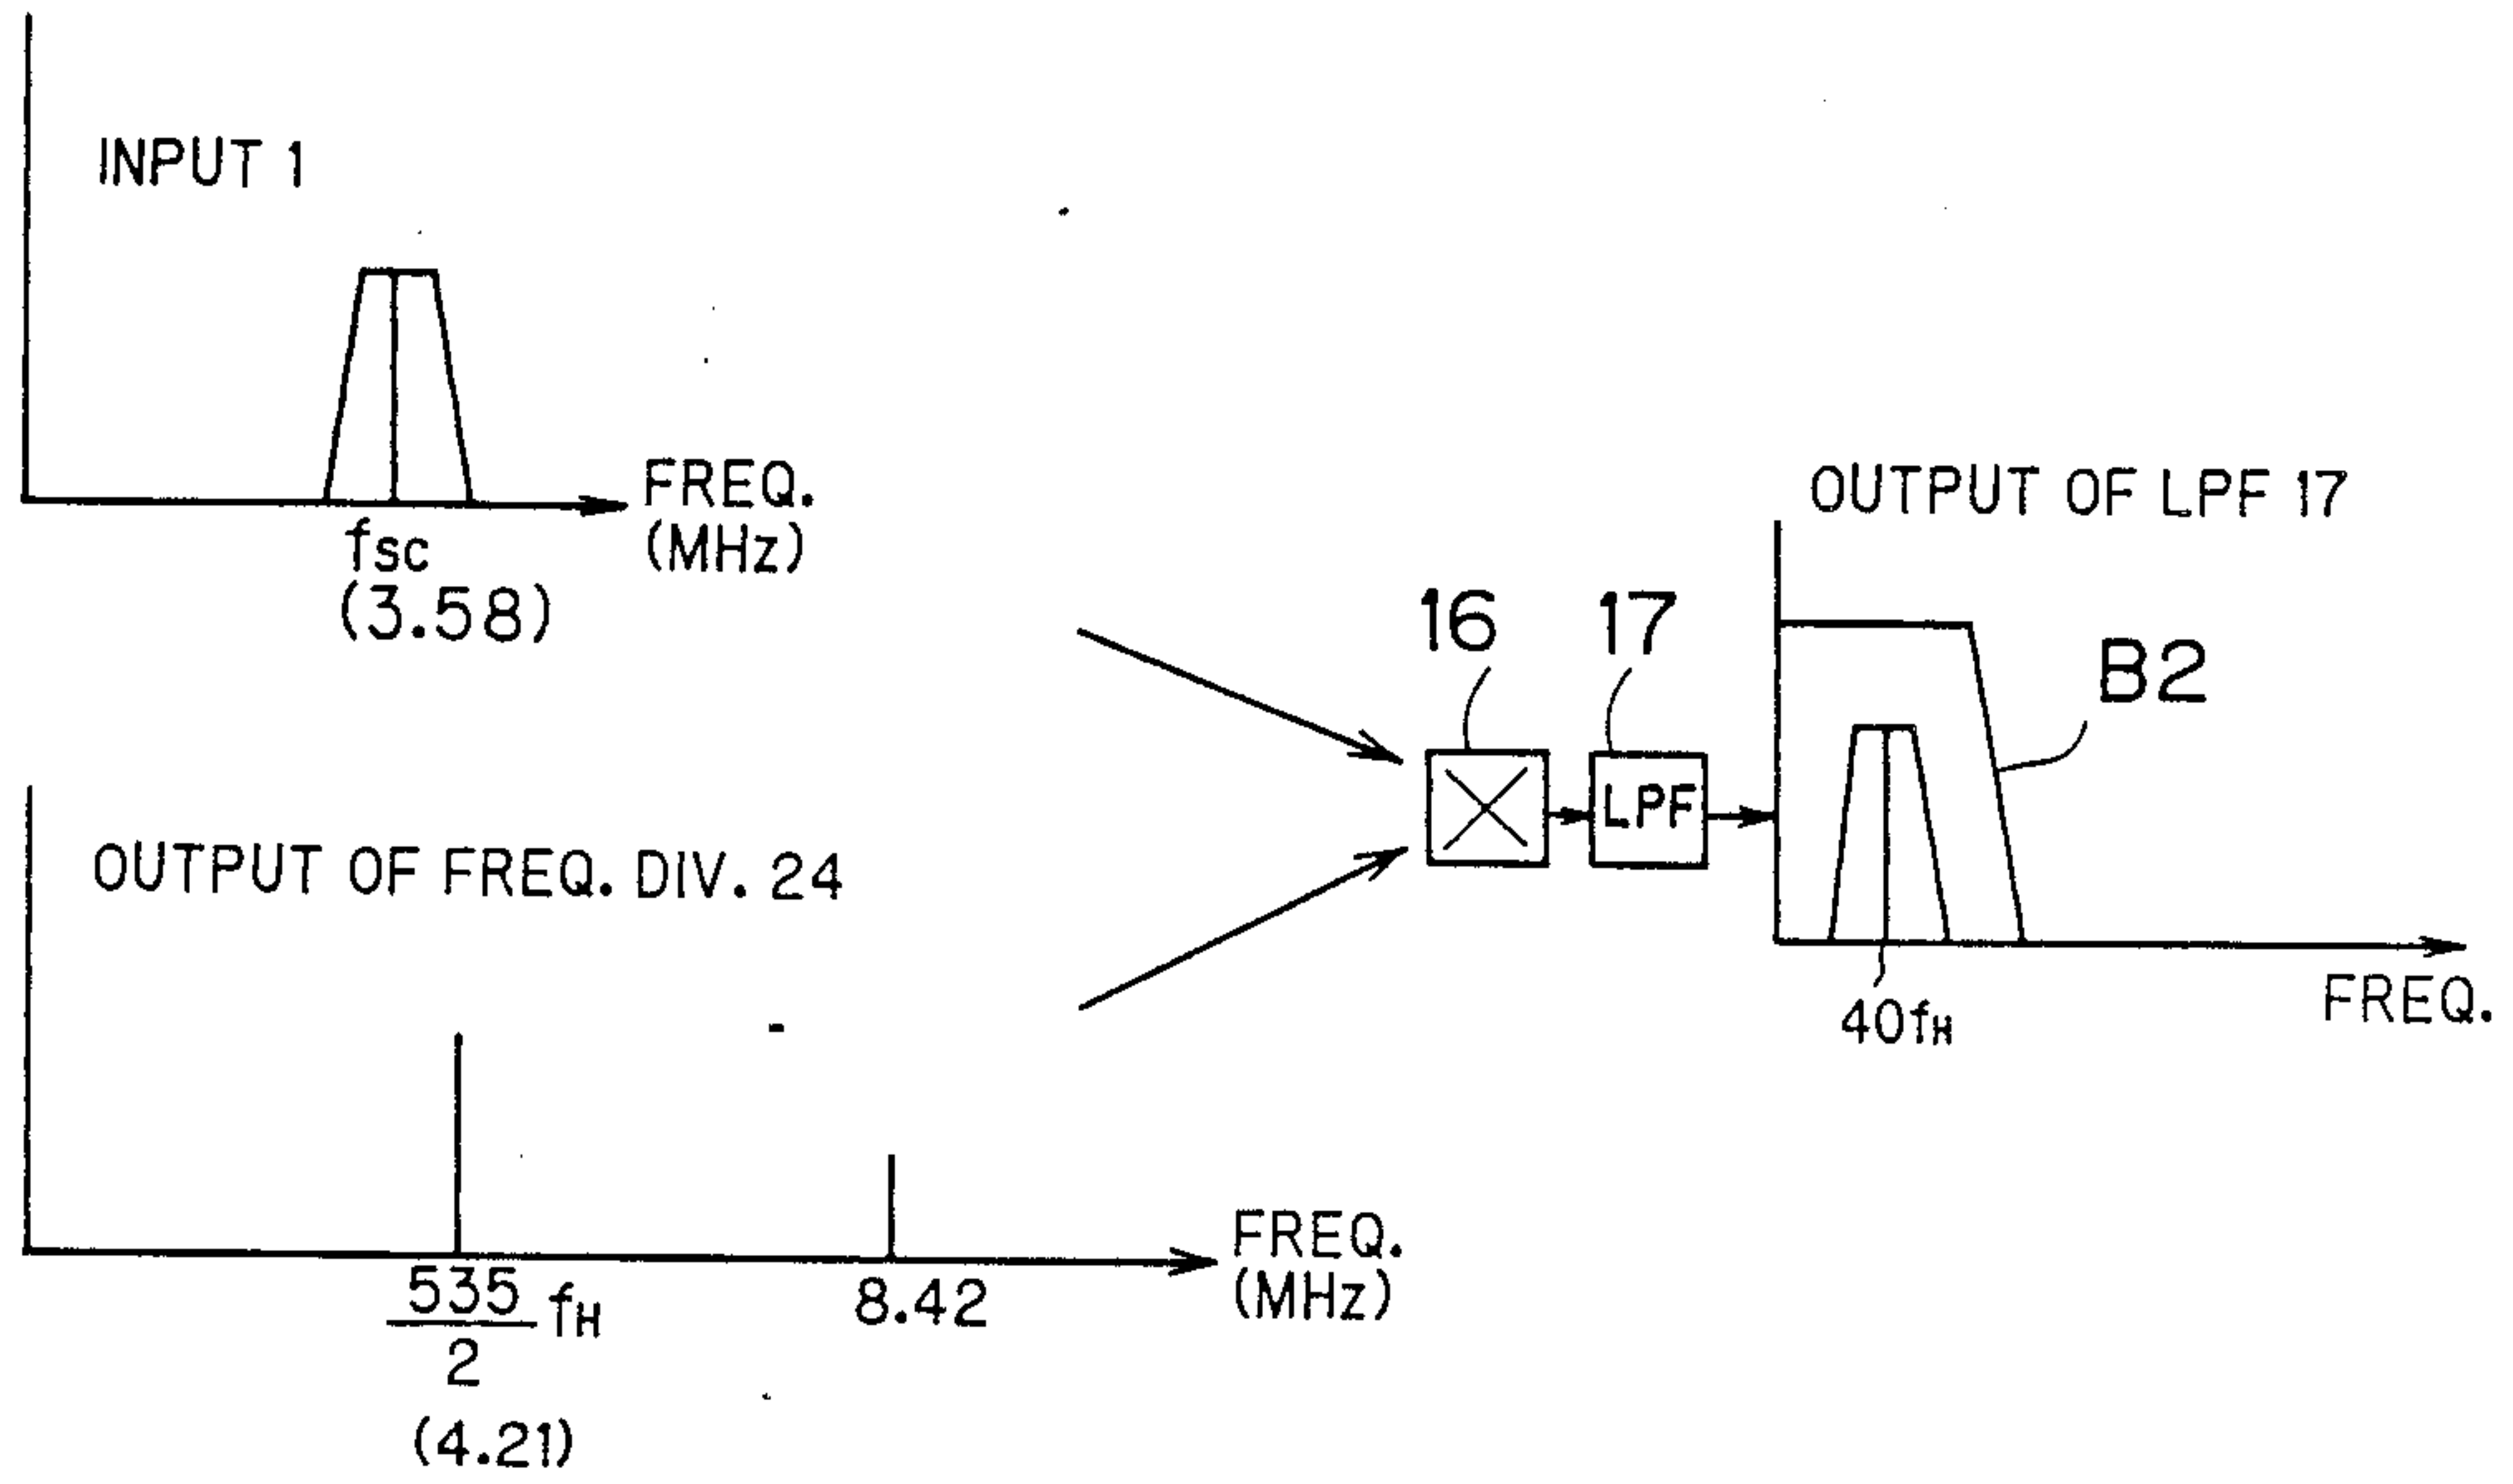 INPUT 1
FREQ.
(MHz)
fsc
(3.58)
OUTPUT OF FREQ. DIV. 24
535
2
fH
(4.21)
8.42
FREQ.
(MHz)
16
17
LPF
OUTPUT OF LPF 17
B2
40fH
FREQ.